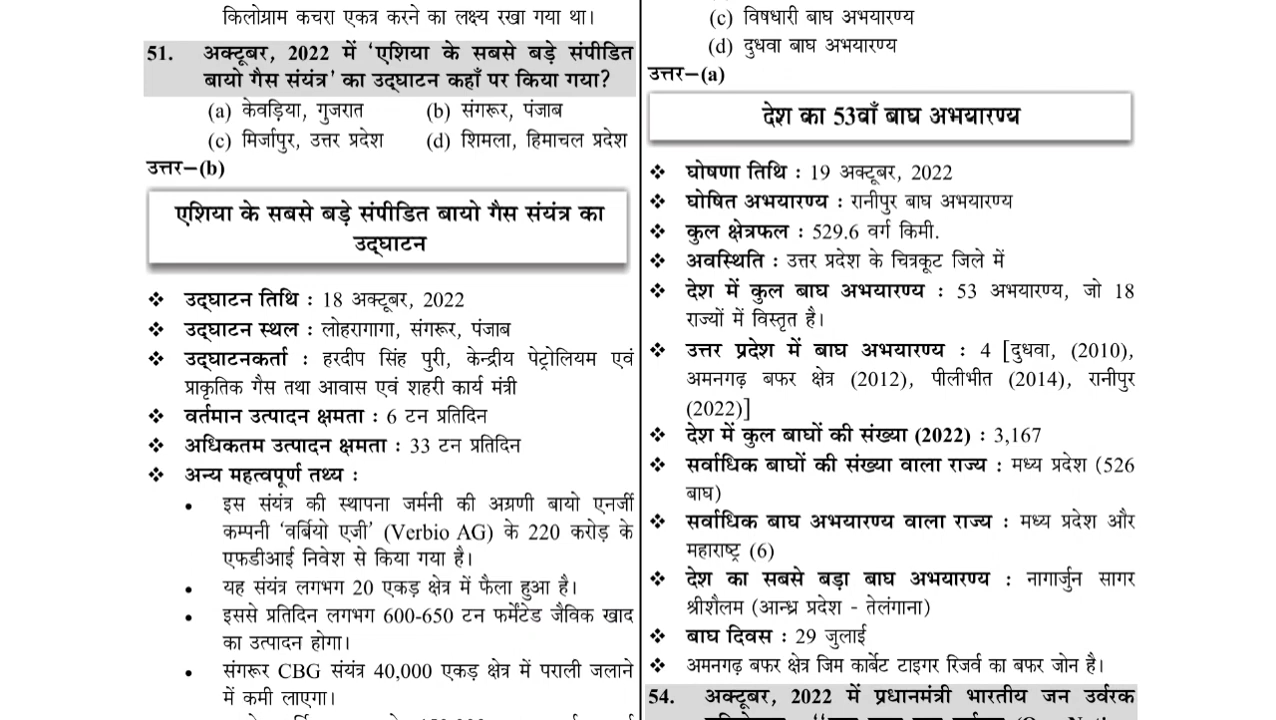 किलोग्राम कचरा एकत्र करने का लक्ष्य रखा गया था।
51. अक्टूबर, 2022 में ‘एशिया के सबसे बड़े संपीडित
बायो गैस संयंत्र’ का उद्घाटन कहाँ पर किया गया?
(a) केवड़िया, गुजरात (b) संगरूर, पंजाब
(c) मिर्जापुर, उत्तर प्रदेश (d) शिमला, हिमाचल प्रदेश
उत्तर–(b)
एशिया के सबसे बड़े संपीडित बायो गैस संयंत्र का
उद्घाटन
❖ उद्घाटन तिथि : 18 अक्टूबर, 2022
❖ उद्घाटन स्थल : लोहरागागा, संगरूर, पंजाब
❖ उद्घाटनकर्ता : हरदीप सिंह पुरी, केन्द्रीय पेट्रोलियम एवं
प्राकृतिक गैस तथा आवास एवं शहरी कार्य मंत्री
❖ वर्तमान उत्पादन क्षमता : 6 टन प्रतिदिन
❖ अधिकतम उत्पादन क्षमता : 33 टन प्रतिदिन
❖ अन्य महत्वपूर्ण तथ्य :
• इस संयंत्र की स्थापना जर्मनी की अग्रणी बायो एनर्जी
कम्पनी ‘वर्बियो एजी’ (Verbio AG) के 220 करोड़ के
एफडीआई निवेश से किया गया है।
• यह संयंत्र लगभग 20 एकड़ क्षेत्र में फैला हुआ है।
• इससे प्रतिदिन लगभग 600-650 टन फर्मेंटेड जैविक खाद
का उत्पादन होगा।
• संगरूर CBG संयंत्र 40,000 एकड़ क्षेत्र में पराली जलाने
में कमी लाएगा।
(c) विषधारी बाघ अभयारण्य
(d) दुधवा बाघ अभयारण्य
उत्तर–(a)
देश का 53वाँ बाघ अभयारण्य
❖ घोषणा तिथि : 19 अक्टूबर, 2022
❖ घोषित अभयारण्य : रानीपुर बाघ अभयारण्य
❖ कुल क्षेत्रफल : 529.6 वर्ग किमी.
❖ अवस्थिति : उत्तर प्रदेश के चित्रकूट जिले में
❖ देश में कुल बाघ अभयारण्य : 53 अभयारण्य, जो 18
राज्यों में विस्तृत है।
❖ उत्तर प्रदेश में बाघ अभयारण्य : 4 [दुधवा, (2010),
अमनगढ़ बफर क्षेत्र (2012), पीलीभीत (2014), रानीपुर
(2022)]
❖ देश में कुल बाघों की संख्या (2022) : 3,167
❖ सर्वाधिक बाघों की संख्या वाला राज्य : मध्य प्रदेश (526
बाघ)
❖ सर्वाधिक बाघ अभयारण्य वाला राज्य : मध्य प्रदेश और
महाराष्ट्र (6)
❖ देश का सबसे बड़ा बाघ अभयारण्य : नागार्जुन सागर
श्रीशैलम (आन्ध्र प्रदेश - तेलंगाना)
❖ बाघ दिवस : 29 जुलाई
❖ अमनगढ़ बफर क्षेत्र जिम कार्बेट टाइगर रिजर्व का बफर जोन है।
54. अक्टूबर, 2022 में प्रधानमंत्री भारतीय जन उर्वरक